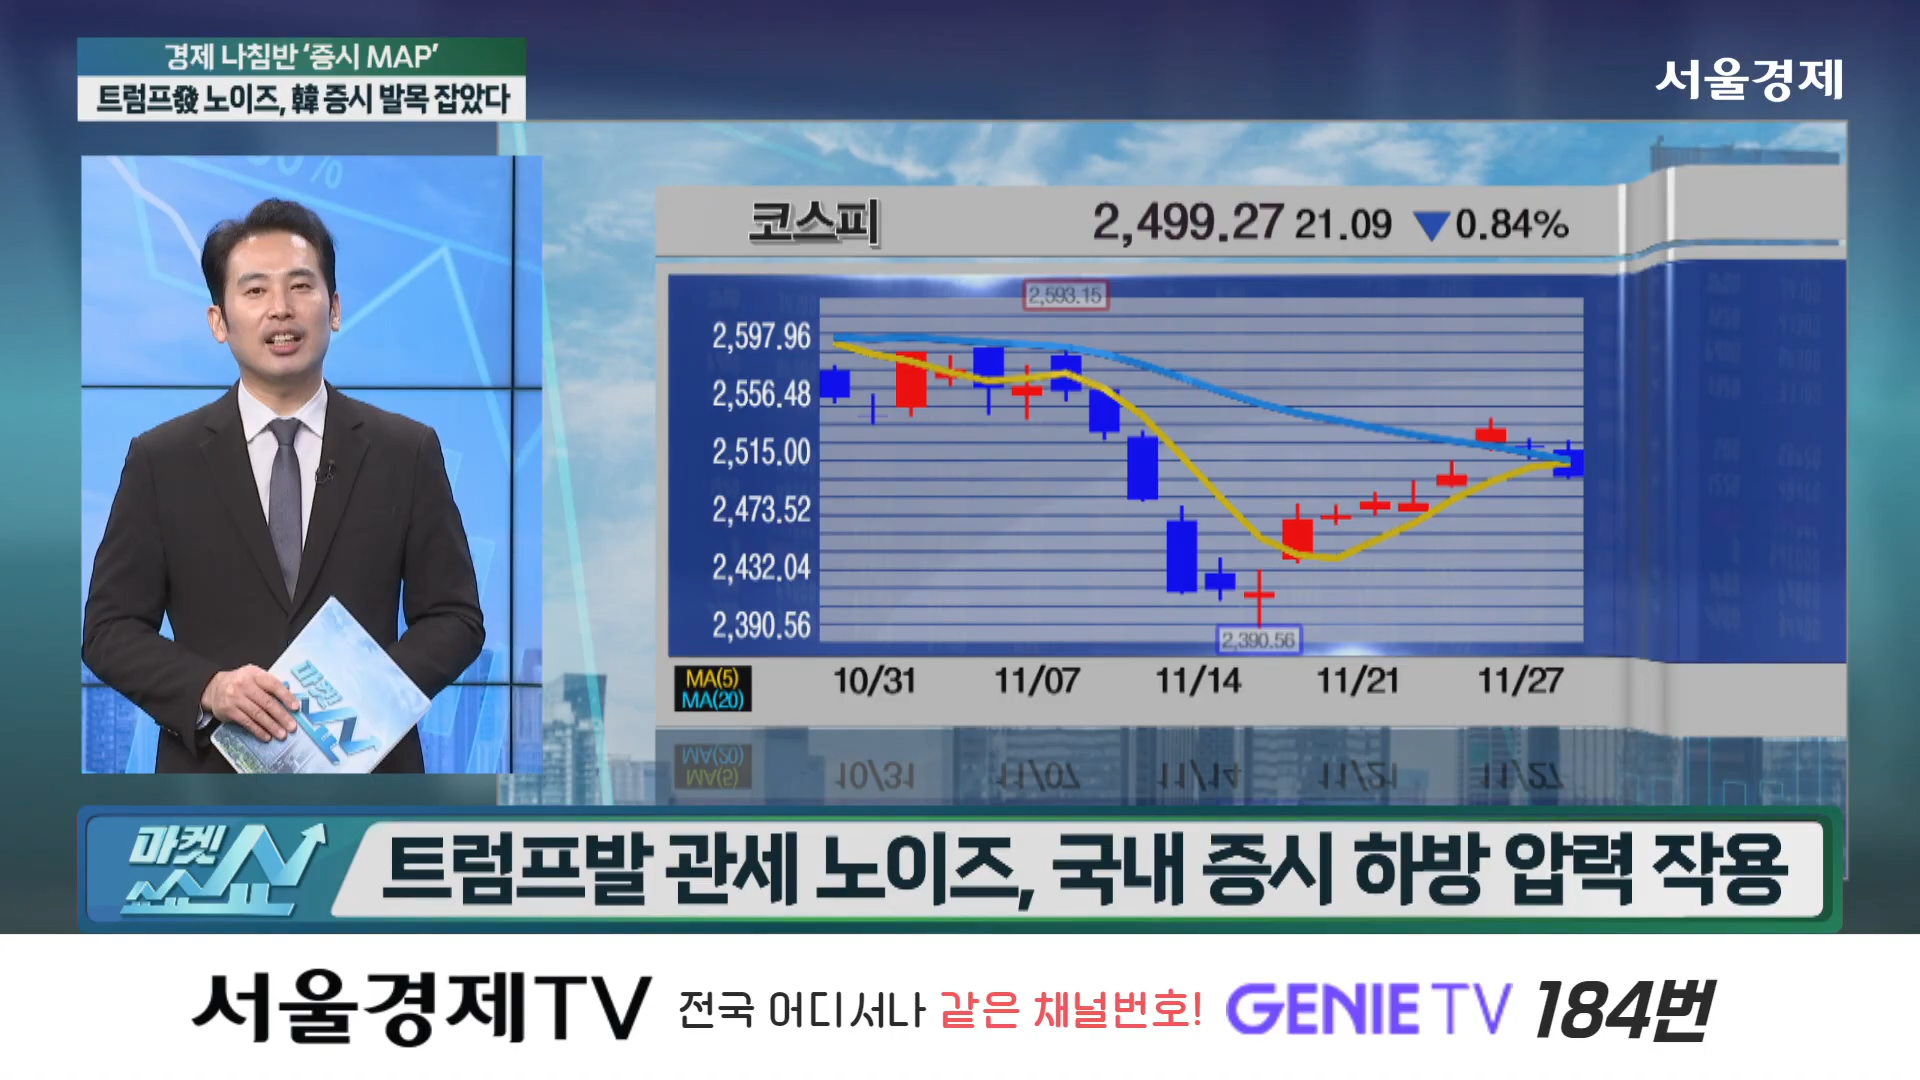 경제 나침반 '증시 MAP'
트럼프發 노이즈, 韓 증시 발목 잡았다
서울경제
코스피 2,499.27 21.09 ▼0.84%
2,593.15
2,597.96
2,556.48
2,515.00
2,473.52
2,432.04
2,390.56
2,390.56
MA(5)
MA(20)
10/31 11/07 11/14 11/21 11/27
마켓
트럼프발 관세 노이즈, 국내 증시 하방 압력 작용
서울경제TV 전국 어디서나 같은 채널번호! GENIE TV 184번